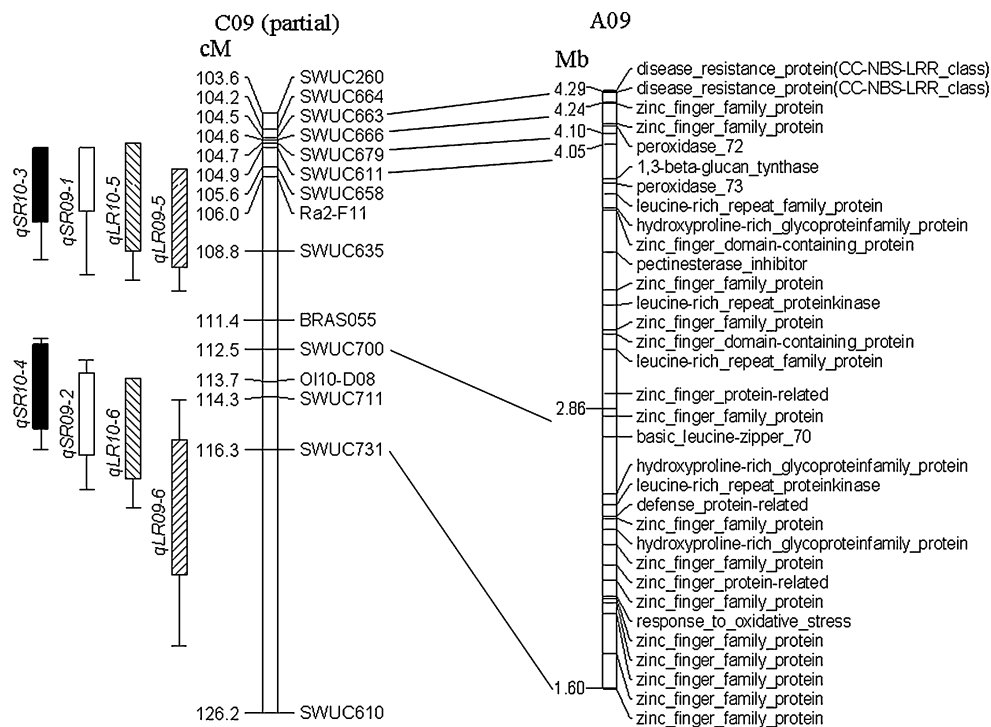 C09 (partial)
A09
cM
Mb
qSR10-3
qSR09-1
qLR10-5
qLR09-5
qSR10-4
qSR09-2
qLR10-6
qLR09-6
103.6 SWUC260
104.2 SWUC664
104.5 SWUC663
104.6 SWUC666
104.7 SWUC679
104.9 SWUC611
105.6 SWUC658
106.0 Ra2-F11
108.8 SWUC635
111.4 BRAS055
112.5 SWUC700
113.7 Ol10-D08
114.3 SWUC711
116.3 SWUC731
126.2 SWUC610
4.29
4.24
4.10
4.05
2.86
1.60
disease_resistance_protein(CC-NBS-LRR_class)
disease_resistance_protein(CC-NBS-LRR_class)
zinc_finger_family_protein
zinc_finger_family_protein
peroxidase_72
1,3-beta-glucan_tynthase
peroxidase_73
leucine-rich_repeat_family_protein
hydroxyproline-rich_glycoproteinfamily_protein
zinc_finger_domain-containing_protein
pectinesterase_inhibitor
zinc_finger_family_protein
leucine-rich_repeat_proteinkinase
zinc_finger_family_protein
zinc_finger_domain-containing_protein
leucine-rich_repeat_family_protein
zinc_finger_protein-related
zinc_finger_family_protein
basic_leucine-zipper_70
hydroxyproline-rich_glycoproteinfamily_protein
leucine-rich_repeat_proteinkinase
defense_protein-related
zinc_finger_family_protein
hydroxyproline-rich_glycoproteinfamily_protein
zinc_finger_family_protein
zinc_finger_protein-related
zinc_finger_family_protein
response_to_oxidative_stress
zinc_finger_family_protein
zinc_finger_family_protein
zinc_finger_family_protein
zinc_finger_family_protein
zinc_finger_family_protein